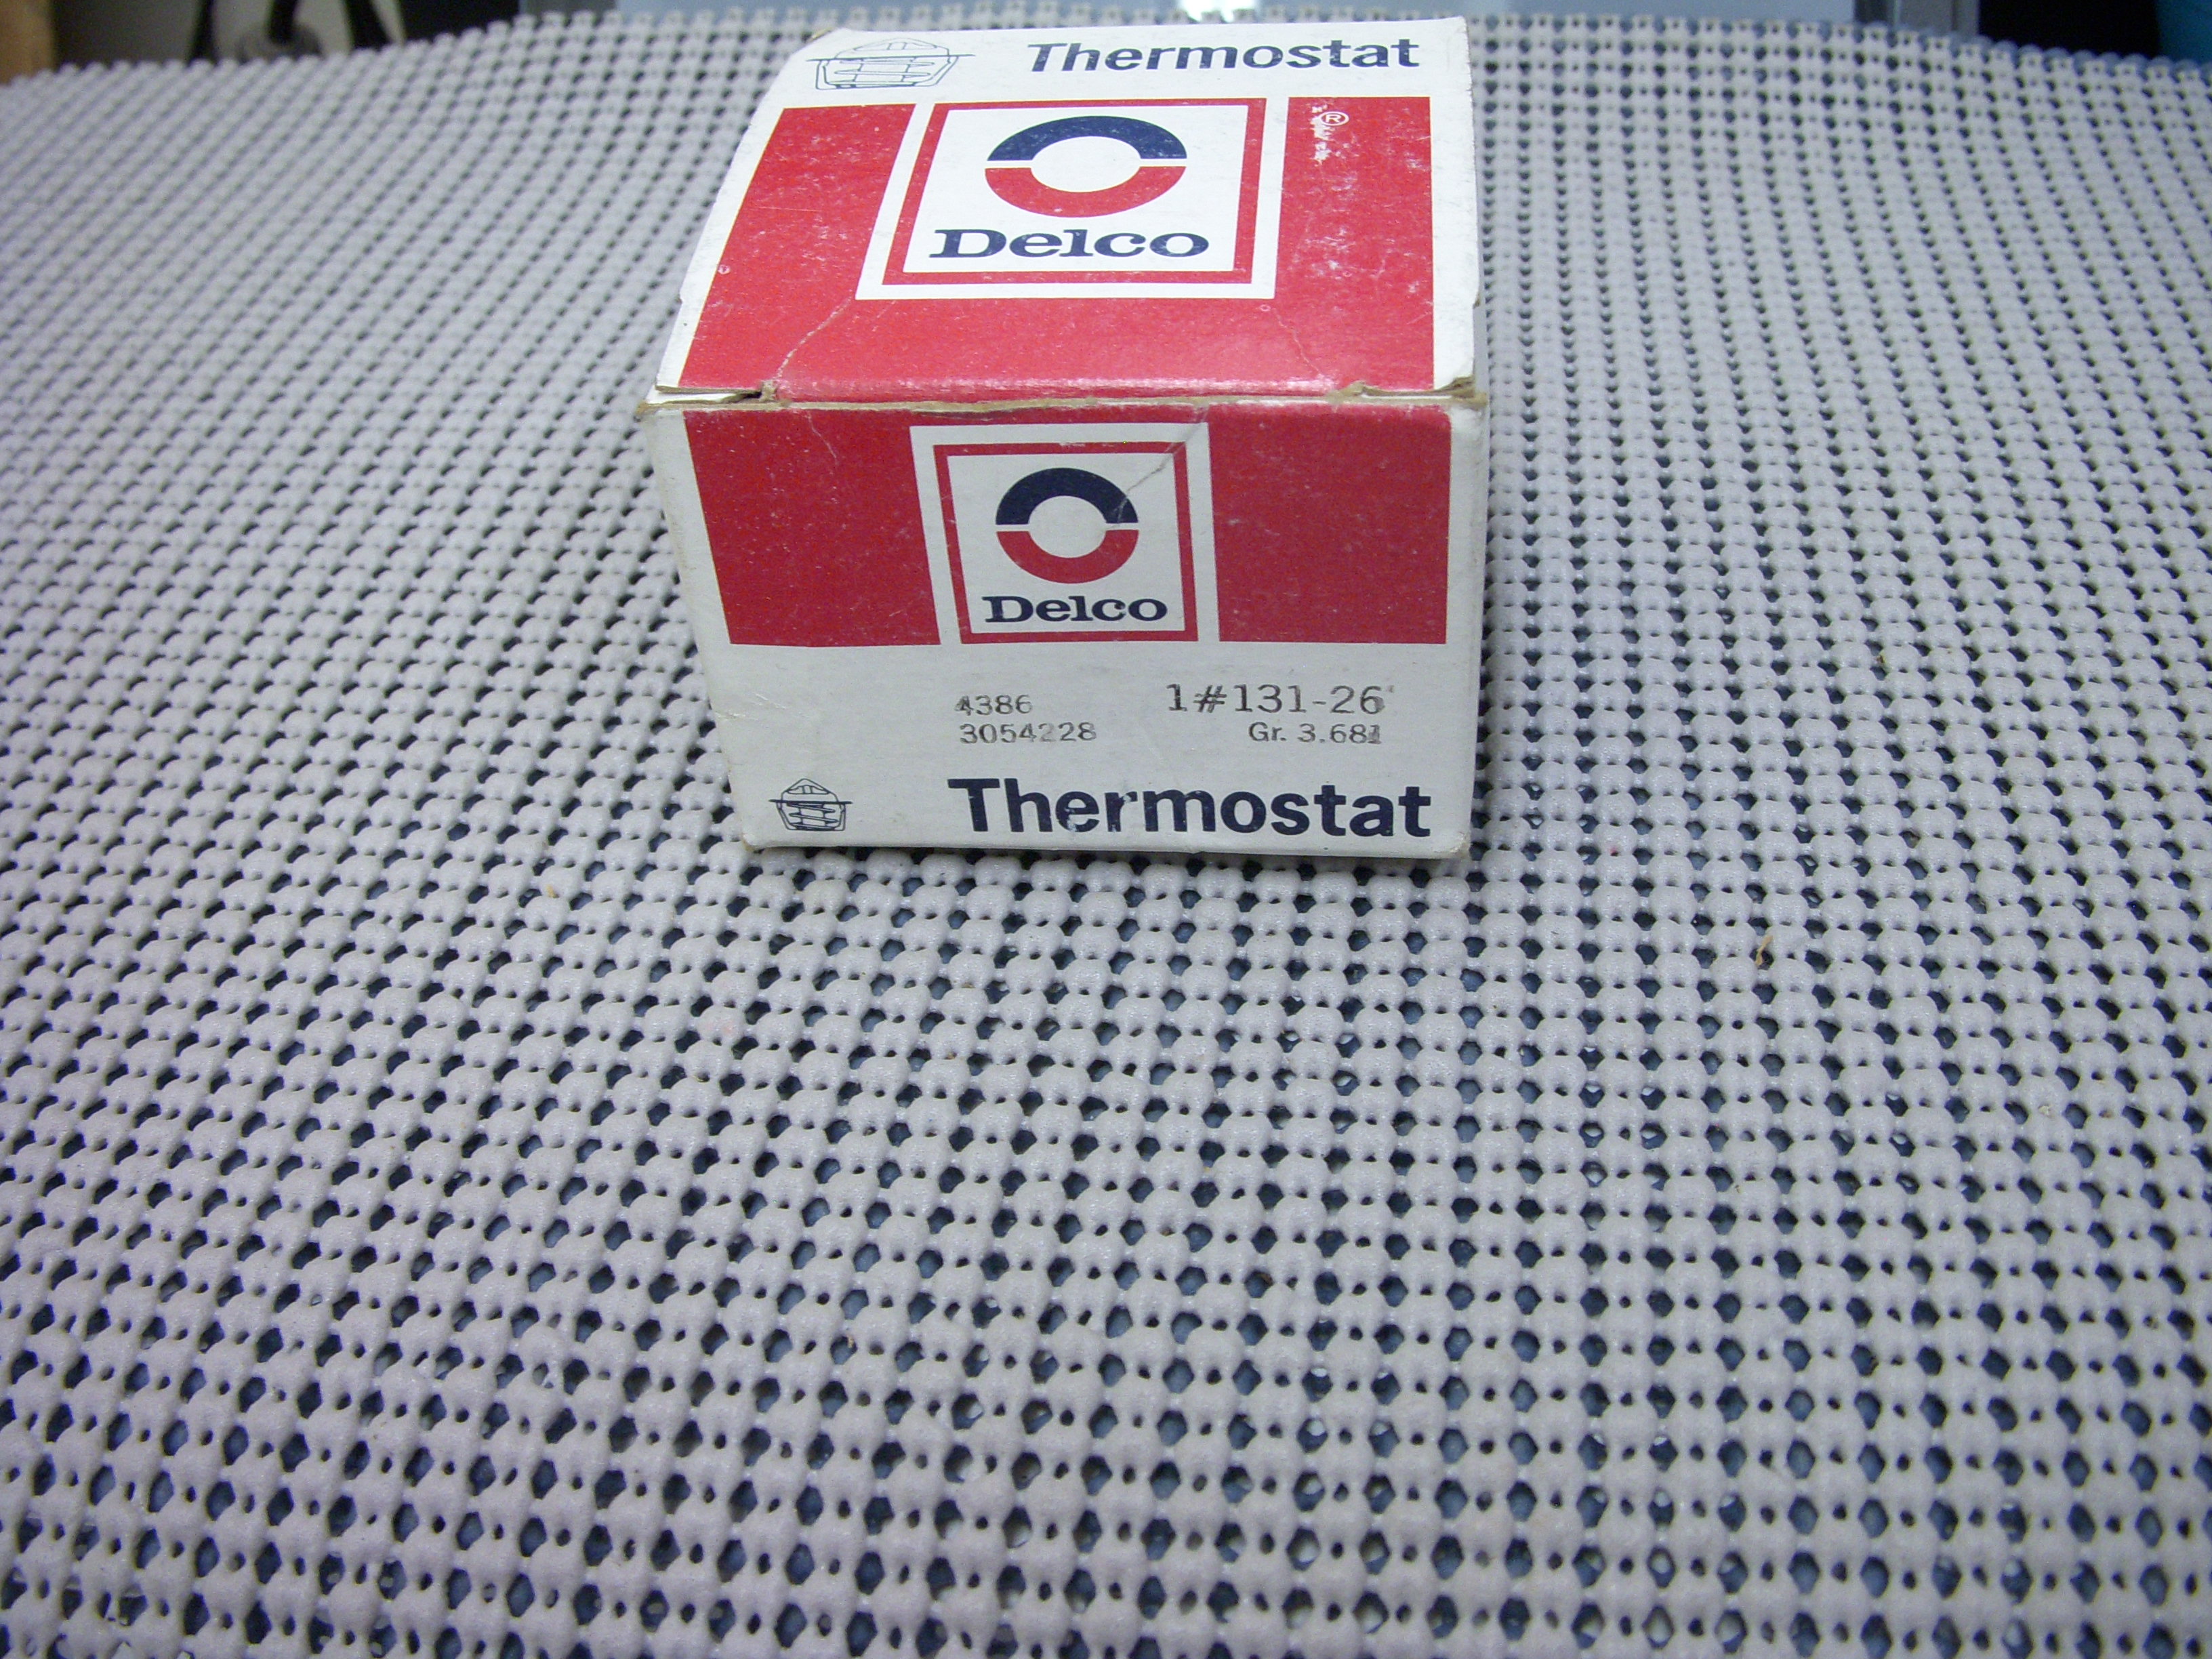 Thermostat
®
Delco
Delco
4386 1#131-26
3054228 Gr. 3.681
Thermostat